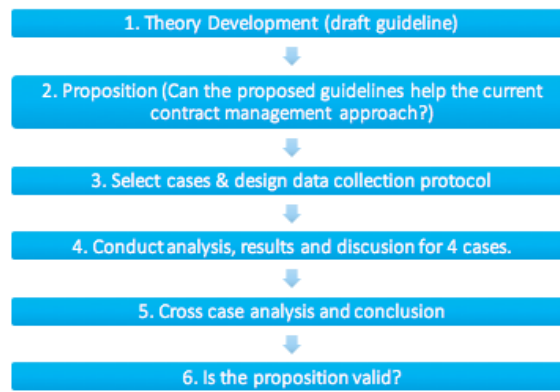 1. Theory Development (draft guideline)
2. Proposition (Can the proposed guidelines help the current
contract management approach?)
3. Select cases & design data collection protocol
4. Conduct analysis, results and discusion for 4 cases.
5. Cross case analysis and conclusion
6. Is the proposition valid?